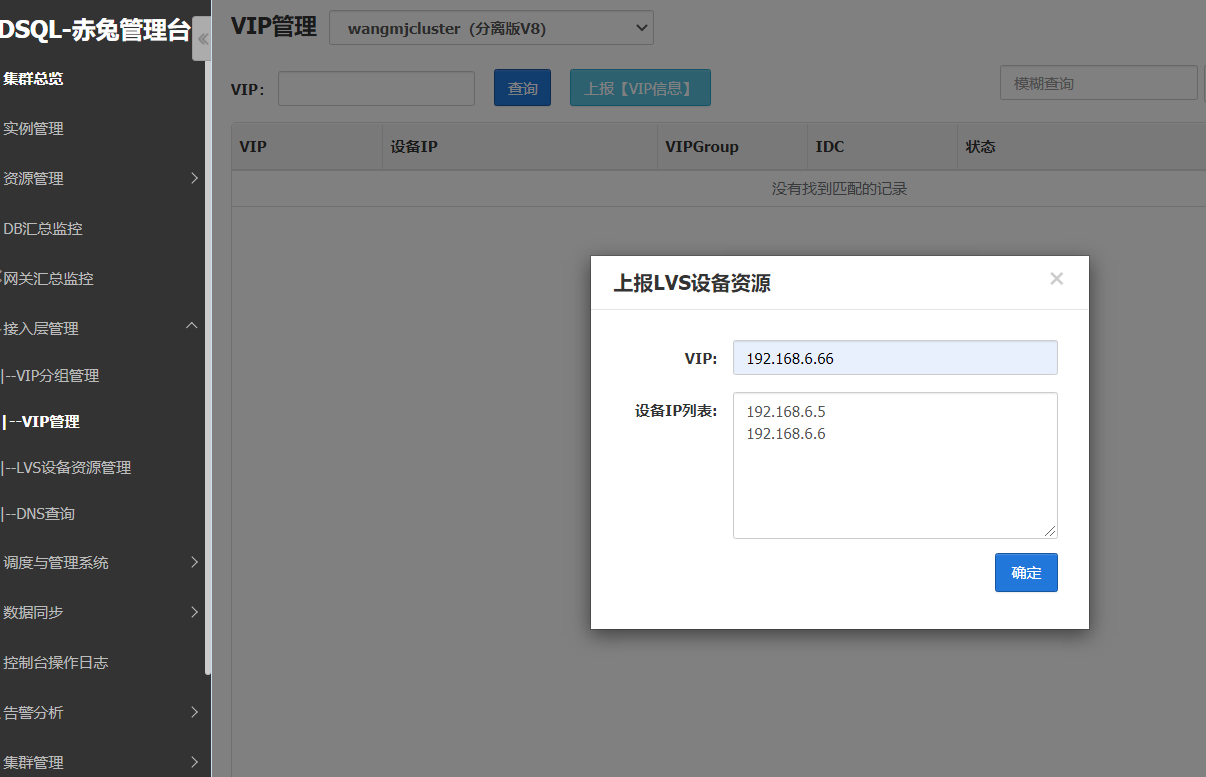 DSQL-赤兔管理台
集群总览
实例管理
资源管理
DB汇总监控
网关汇总监控
接入层管理
|--VIP分组管理
|--VIP管理
|--LVS设备资源管理
|--DNS查询
调度与管理系统
数据同步
控制台操作日志
告警分析
集群管理
VIP管理 wangmjcluster (分离版V8)
VIP: 查询 上报【VIP信息】 模糊查询
VIP 设备IP VIPGroup IDC 状态
没有找到匹配的记录
上报LVS设备资源 ×
VIP: 192.168.6.66
设备IP列表: 192.168.6.5
192.168.6.6
确定